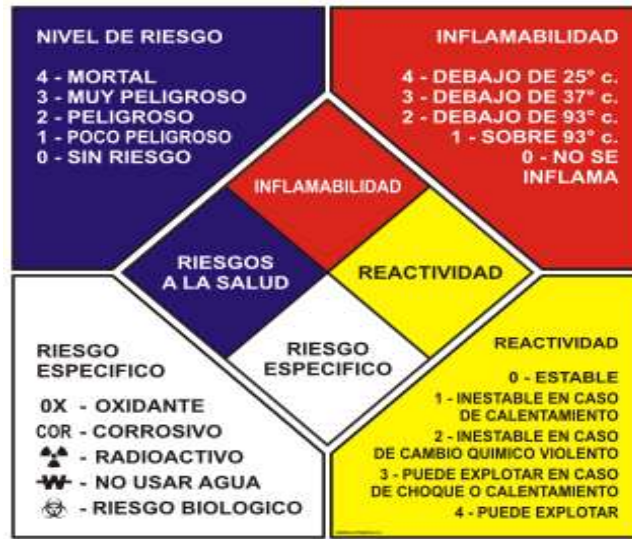 NIVEL DE RIESGO
4 - MORTAL
3 - MUY PELIGROSO
2 - PELIGROSO
1 - POCO PELIGROSO
0 - SIN RIESGO
INFLAMABILIDAD
4 - DEBAJO DE 25° c.
3 - DEBAJO DE 37° c.
2 - DEBAJO DE 93° c.
1 - SOBRE 93° c.
0 - NO SE
INFLAMA
INFLAMABILIDAD
RIESGOS
A LA SALUD
REACTIVIDAD
RIESGO
ESPECIFICO
RIESGO
ESPECIFICO
0X - OXIDANTE
COR - CORROSIVO
- RADIOACTIVO
W - NO USAR AGUA
- RIESGO BIOLOGICO
REACTIVIDAD
0 - ESTABLE
1 - INESTABLE EN CASO
DE CALENTAMIENTO
2 - INESTABLE EN CASO
DE CAMBIO QUIMICO VIOLENTO
3 - PUEDE EXPLOTAR EN CASO
DE CHOQUE O CALENTAMIENTO
4 - PUEDE EXPLOTAR